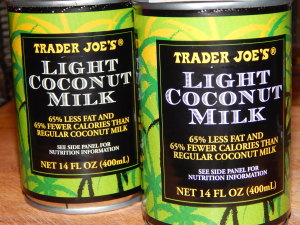 TRADER JOE'S®
LIGHT
COCONUT
MILK
65% LESS FAT AND
65% FEWER CALORIES THAN
REGULAR COCONUT MILK
SEE SIDE PANEL FOR
NUTRITION INFORMATION
NET 14 FL OZ (400mL)
TRADER JOE'S®
LIGHT
COCONUT
MILK
65% LESS FAT AND
65% FEWER CALORIES THAN
REGULAR COCONUT MILK
SEE SIDE PANEL FOR
NUTRITION INFORMATION
NET 14 FL OZ (400mL)